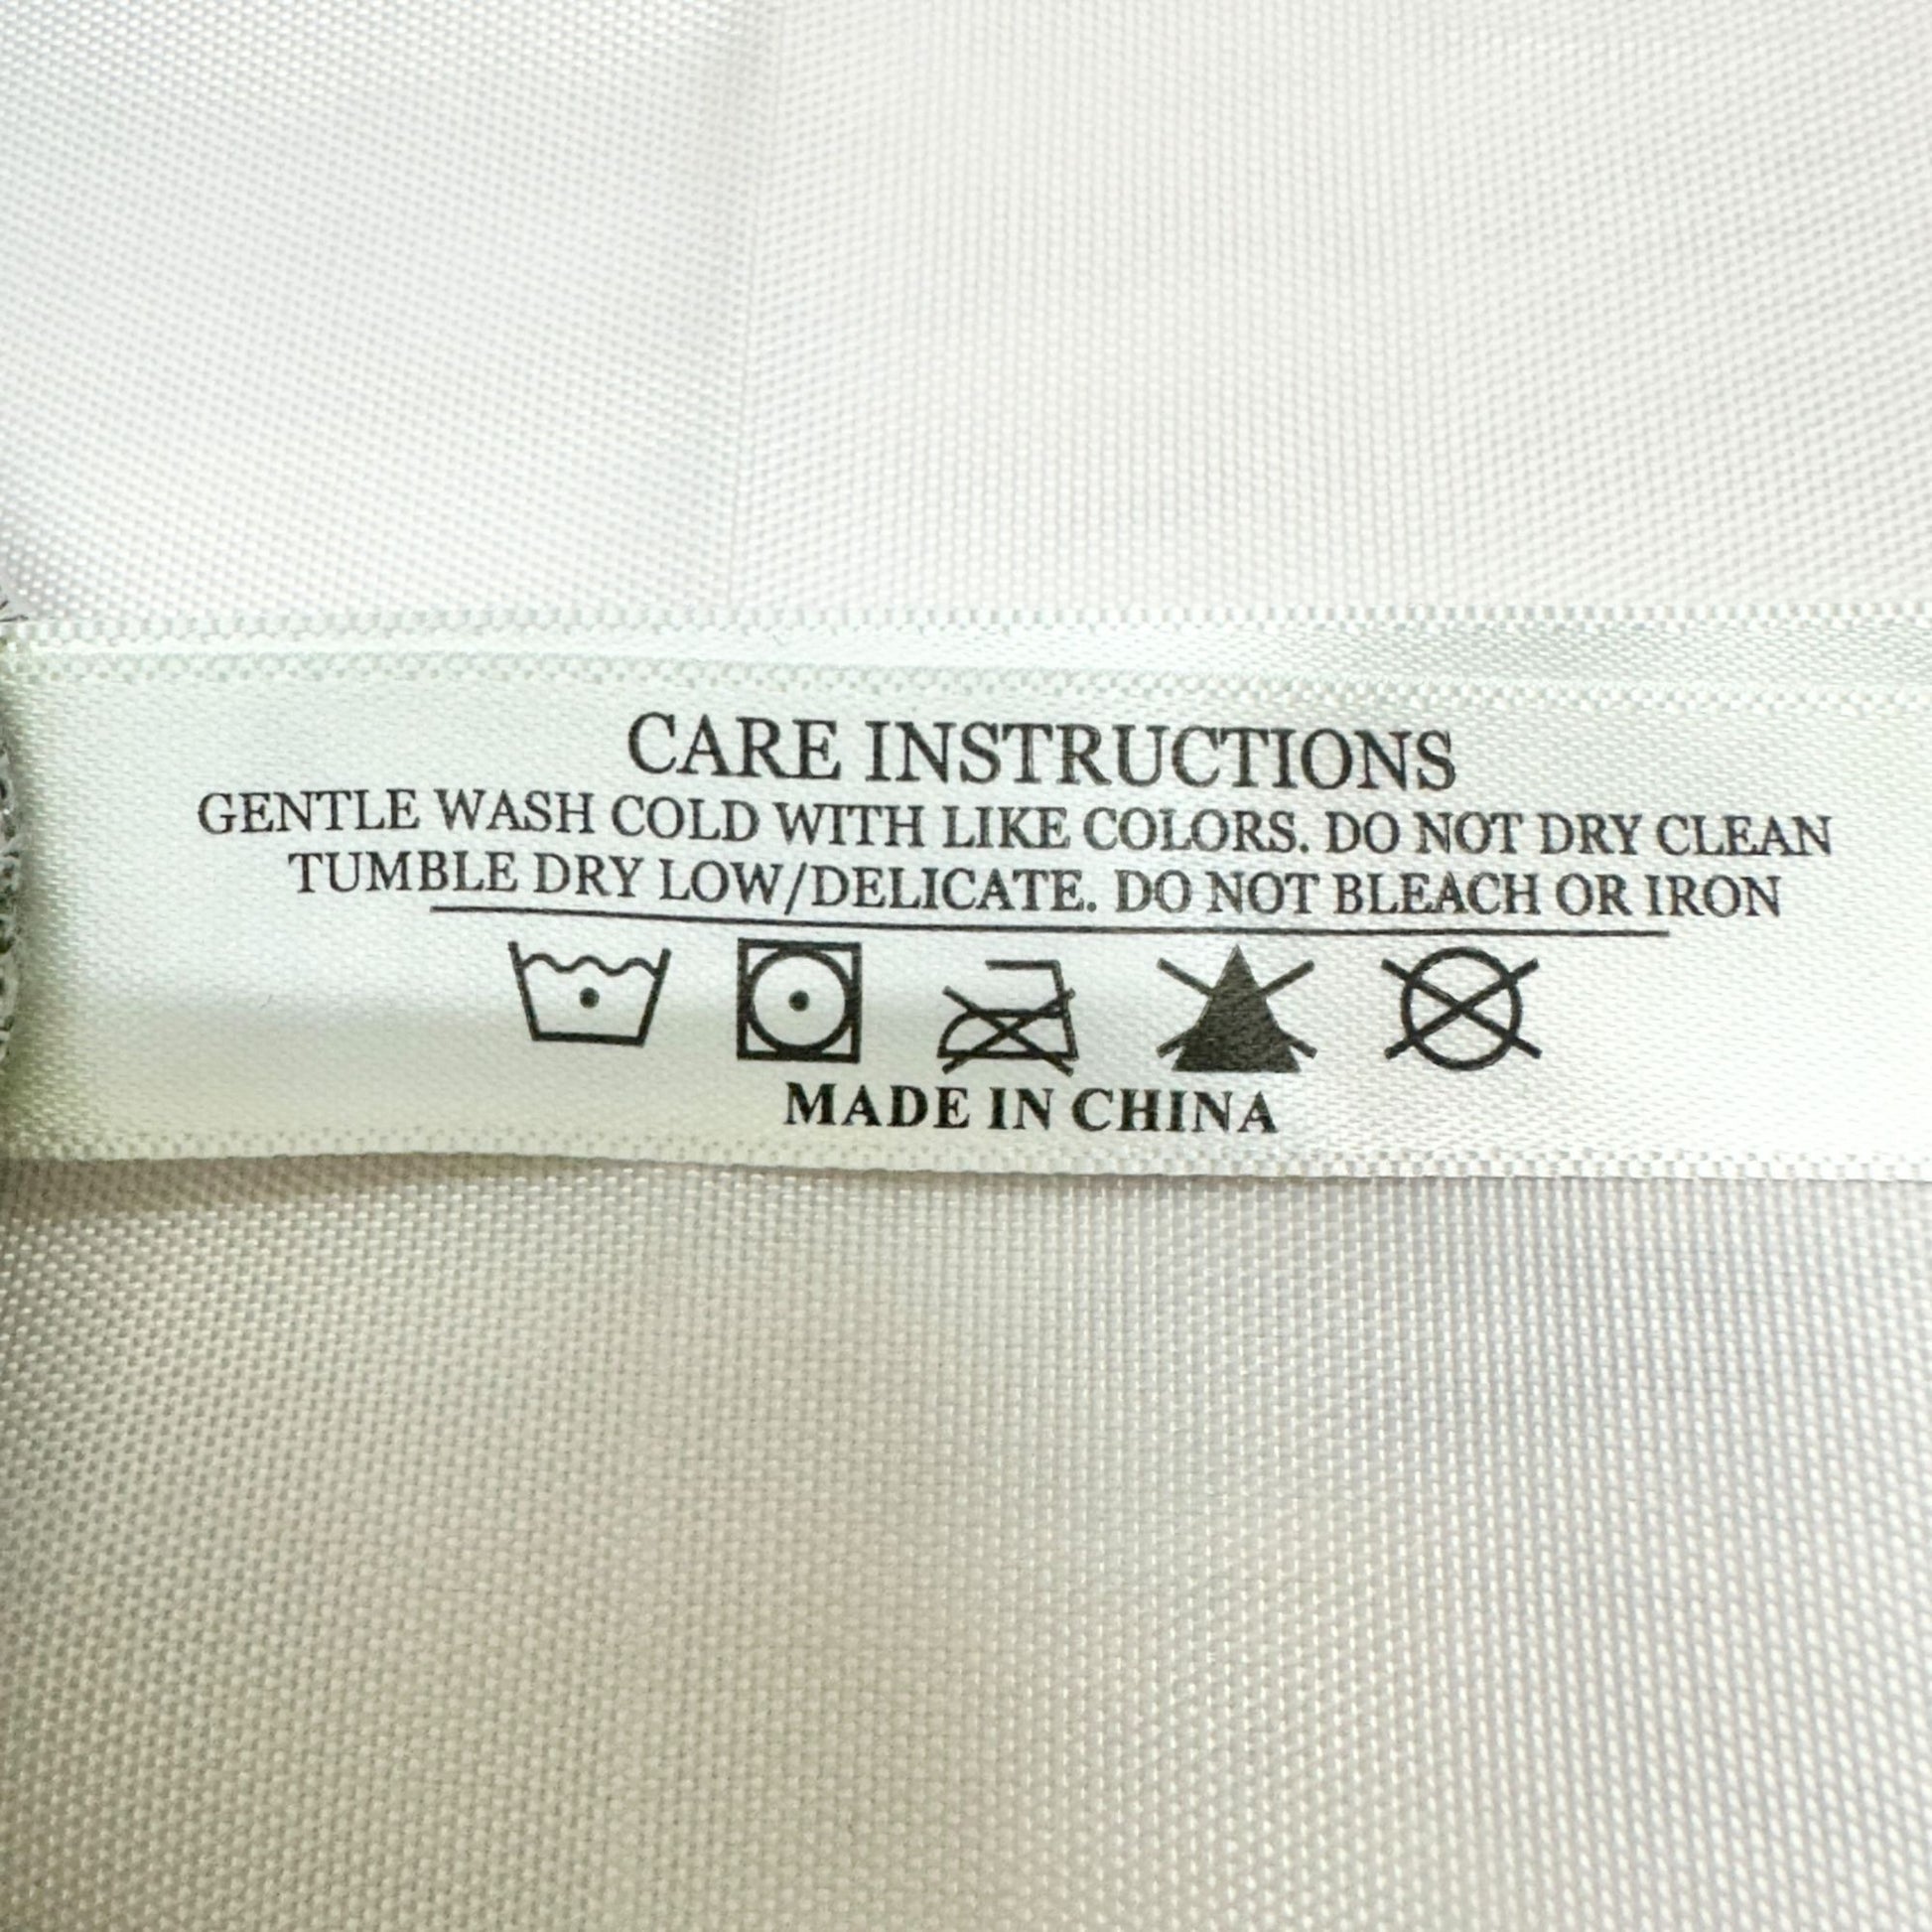 CARE INSTRUCTIONS
GENTLE WASH COLD WITH LIKE COLORS. DO NOT DRY CLEAN
TUMBLE DRY LOW/DELICATE. DO NOT BLEACH OR IRON
MADE IN CHINA